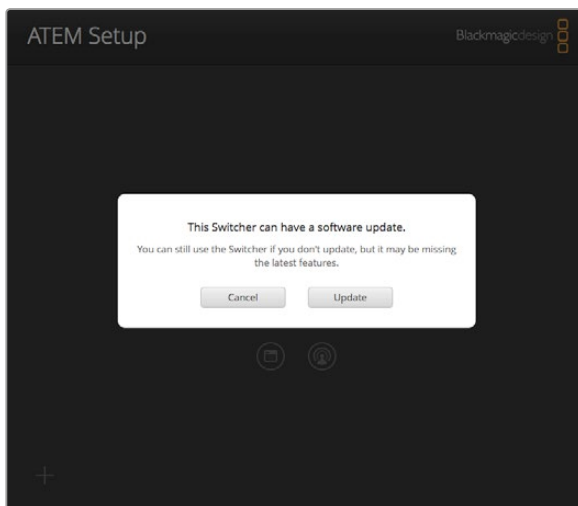 ATEM Setup
Blackmagicdesign
This Switcher can have a software update.
You can still use the Switcher if you don't update, but it may be missing
the latest features.
Cancel
Update